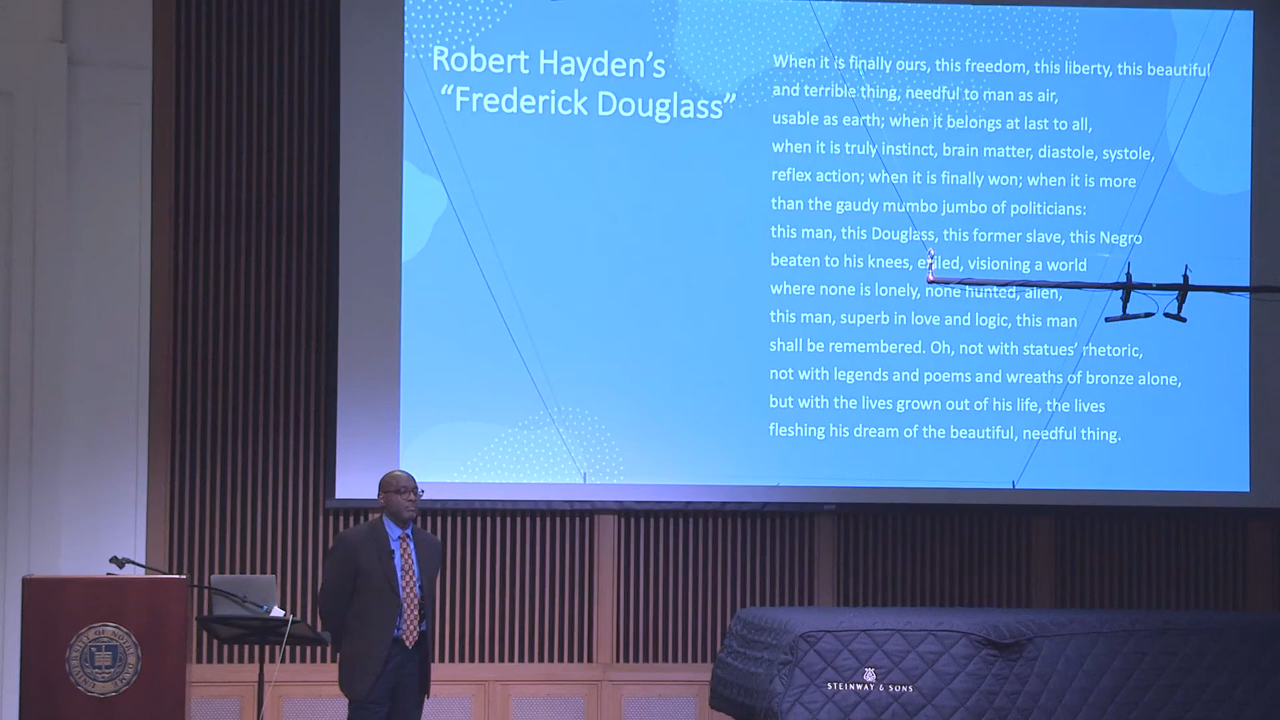 Robert Hayden's
"Frederick Douglass"
When it is finally ours, this freedom, this liberty, this beautiful
and terrible thing, needful to man as air,
usable as earth; when it belongs at last to all,
when it is truly instinct, brain matter, diastole, systole,
reflex action; when it is finally won; when it is more
than the gaudy mumbo jumbo of politicians:
this man, this Douglass, this former slave, this Negro
beaten to his knees, exiled, visioning a world
where none is lonely, none hunted, alien,
this man, superb in love and logic, this man
shall be remembered. Oh, not with statues' rhetoric,
not with legends and poems and wreaths of bronze alone,
but with the lives grown out of his life, the lives
fleshing his dream of the beautiful, needful thing.
UNIVERSITY OF NOTRE DAME
STEINWAY & SONS